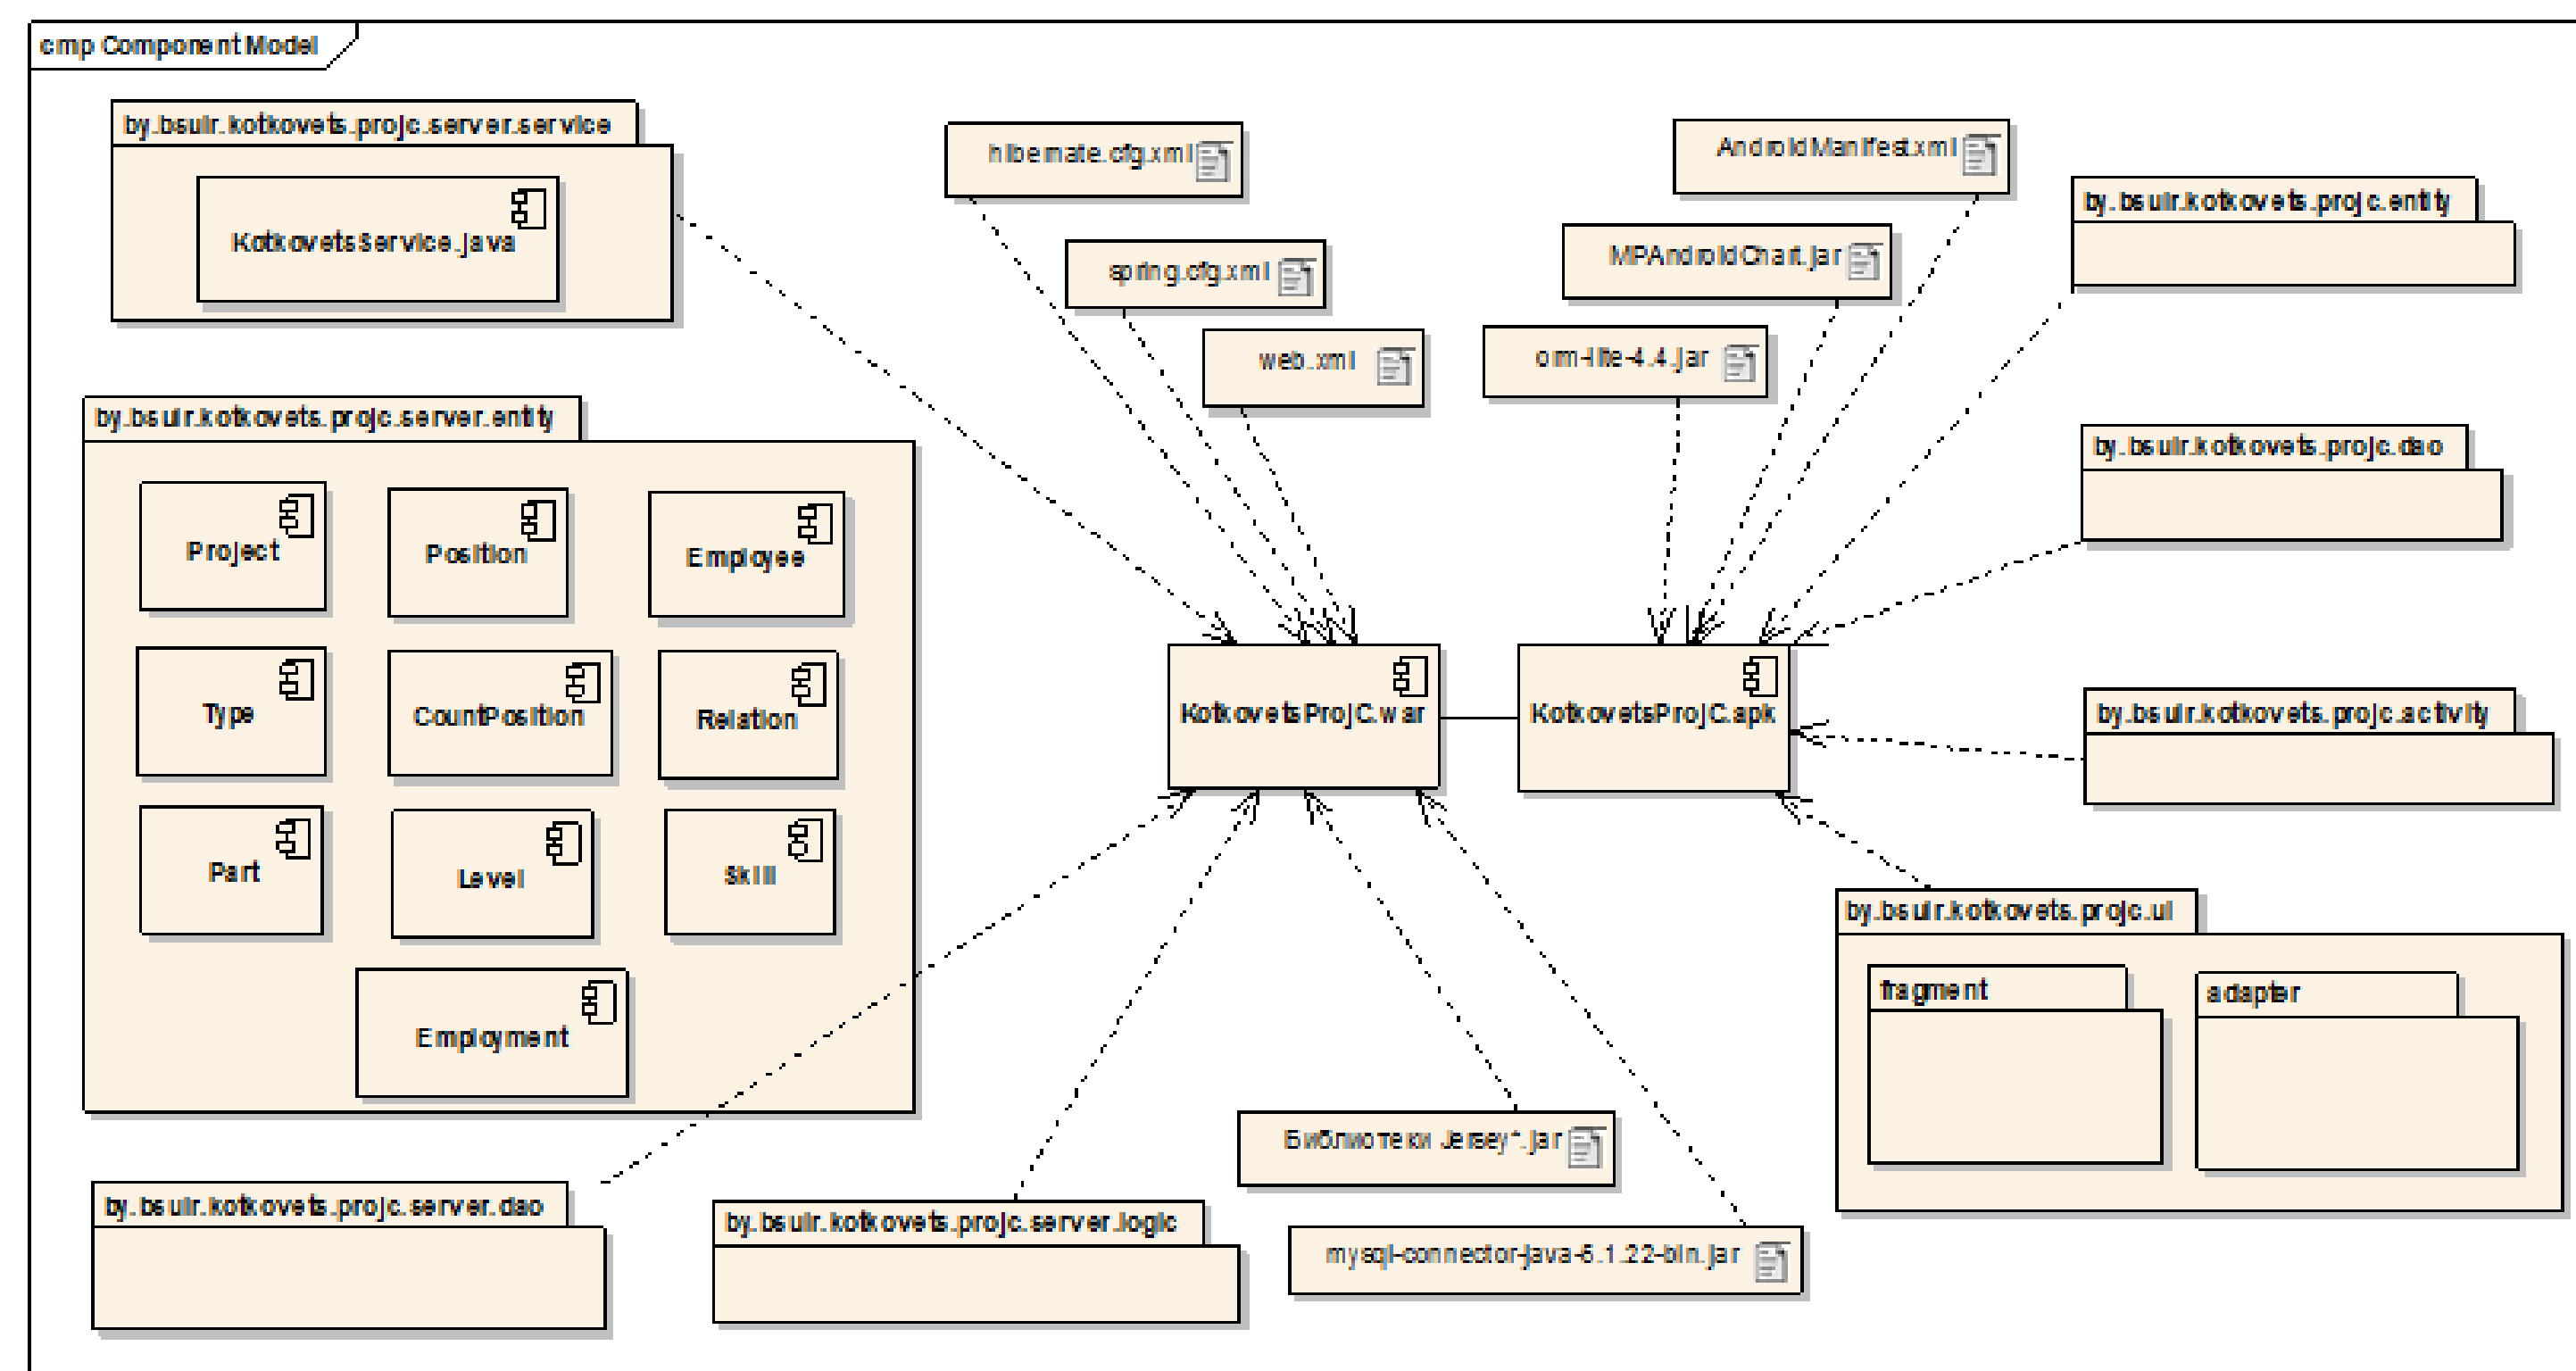 cmp Component Model
by.bsuir.kotkovets.projc.server.service
KotkovetsService.java
hibernate.cfg.xml
spring.cfg.xml
web.xml
AndroidManifest.xml
MPAndroidChart.jar
orm-lite-4.4.jar
by.bsuir.kotkovets.projc.entity
by.bsuir.kotkovets.projc.dao
by.bsuir.kotkovets.projc.server.entity
Project
Position
Employee
Type
CountPosition
Relation
Part
Level
Skill
Employment
KotkovetsProjC.war
KotkovetsProjC.apk
by.bsuir.kotkovets.projc.activity
by.bsuir.kotkovets.projc.ui
fragment
adapter
by.bsuir.kotkovets.projc.server.dao
by.bsuir.kotkovets.projc.server.logic
Библиотеки Jersey*.jar
mysql-connector-java-5.1.22-bin.jar